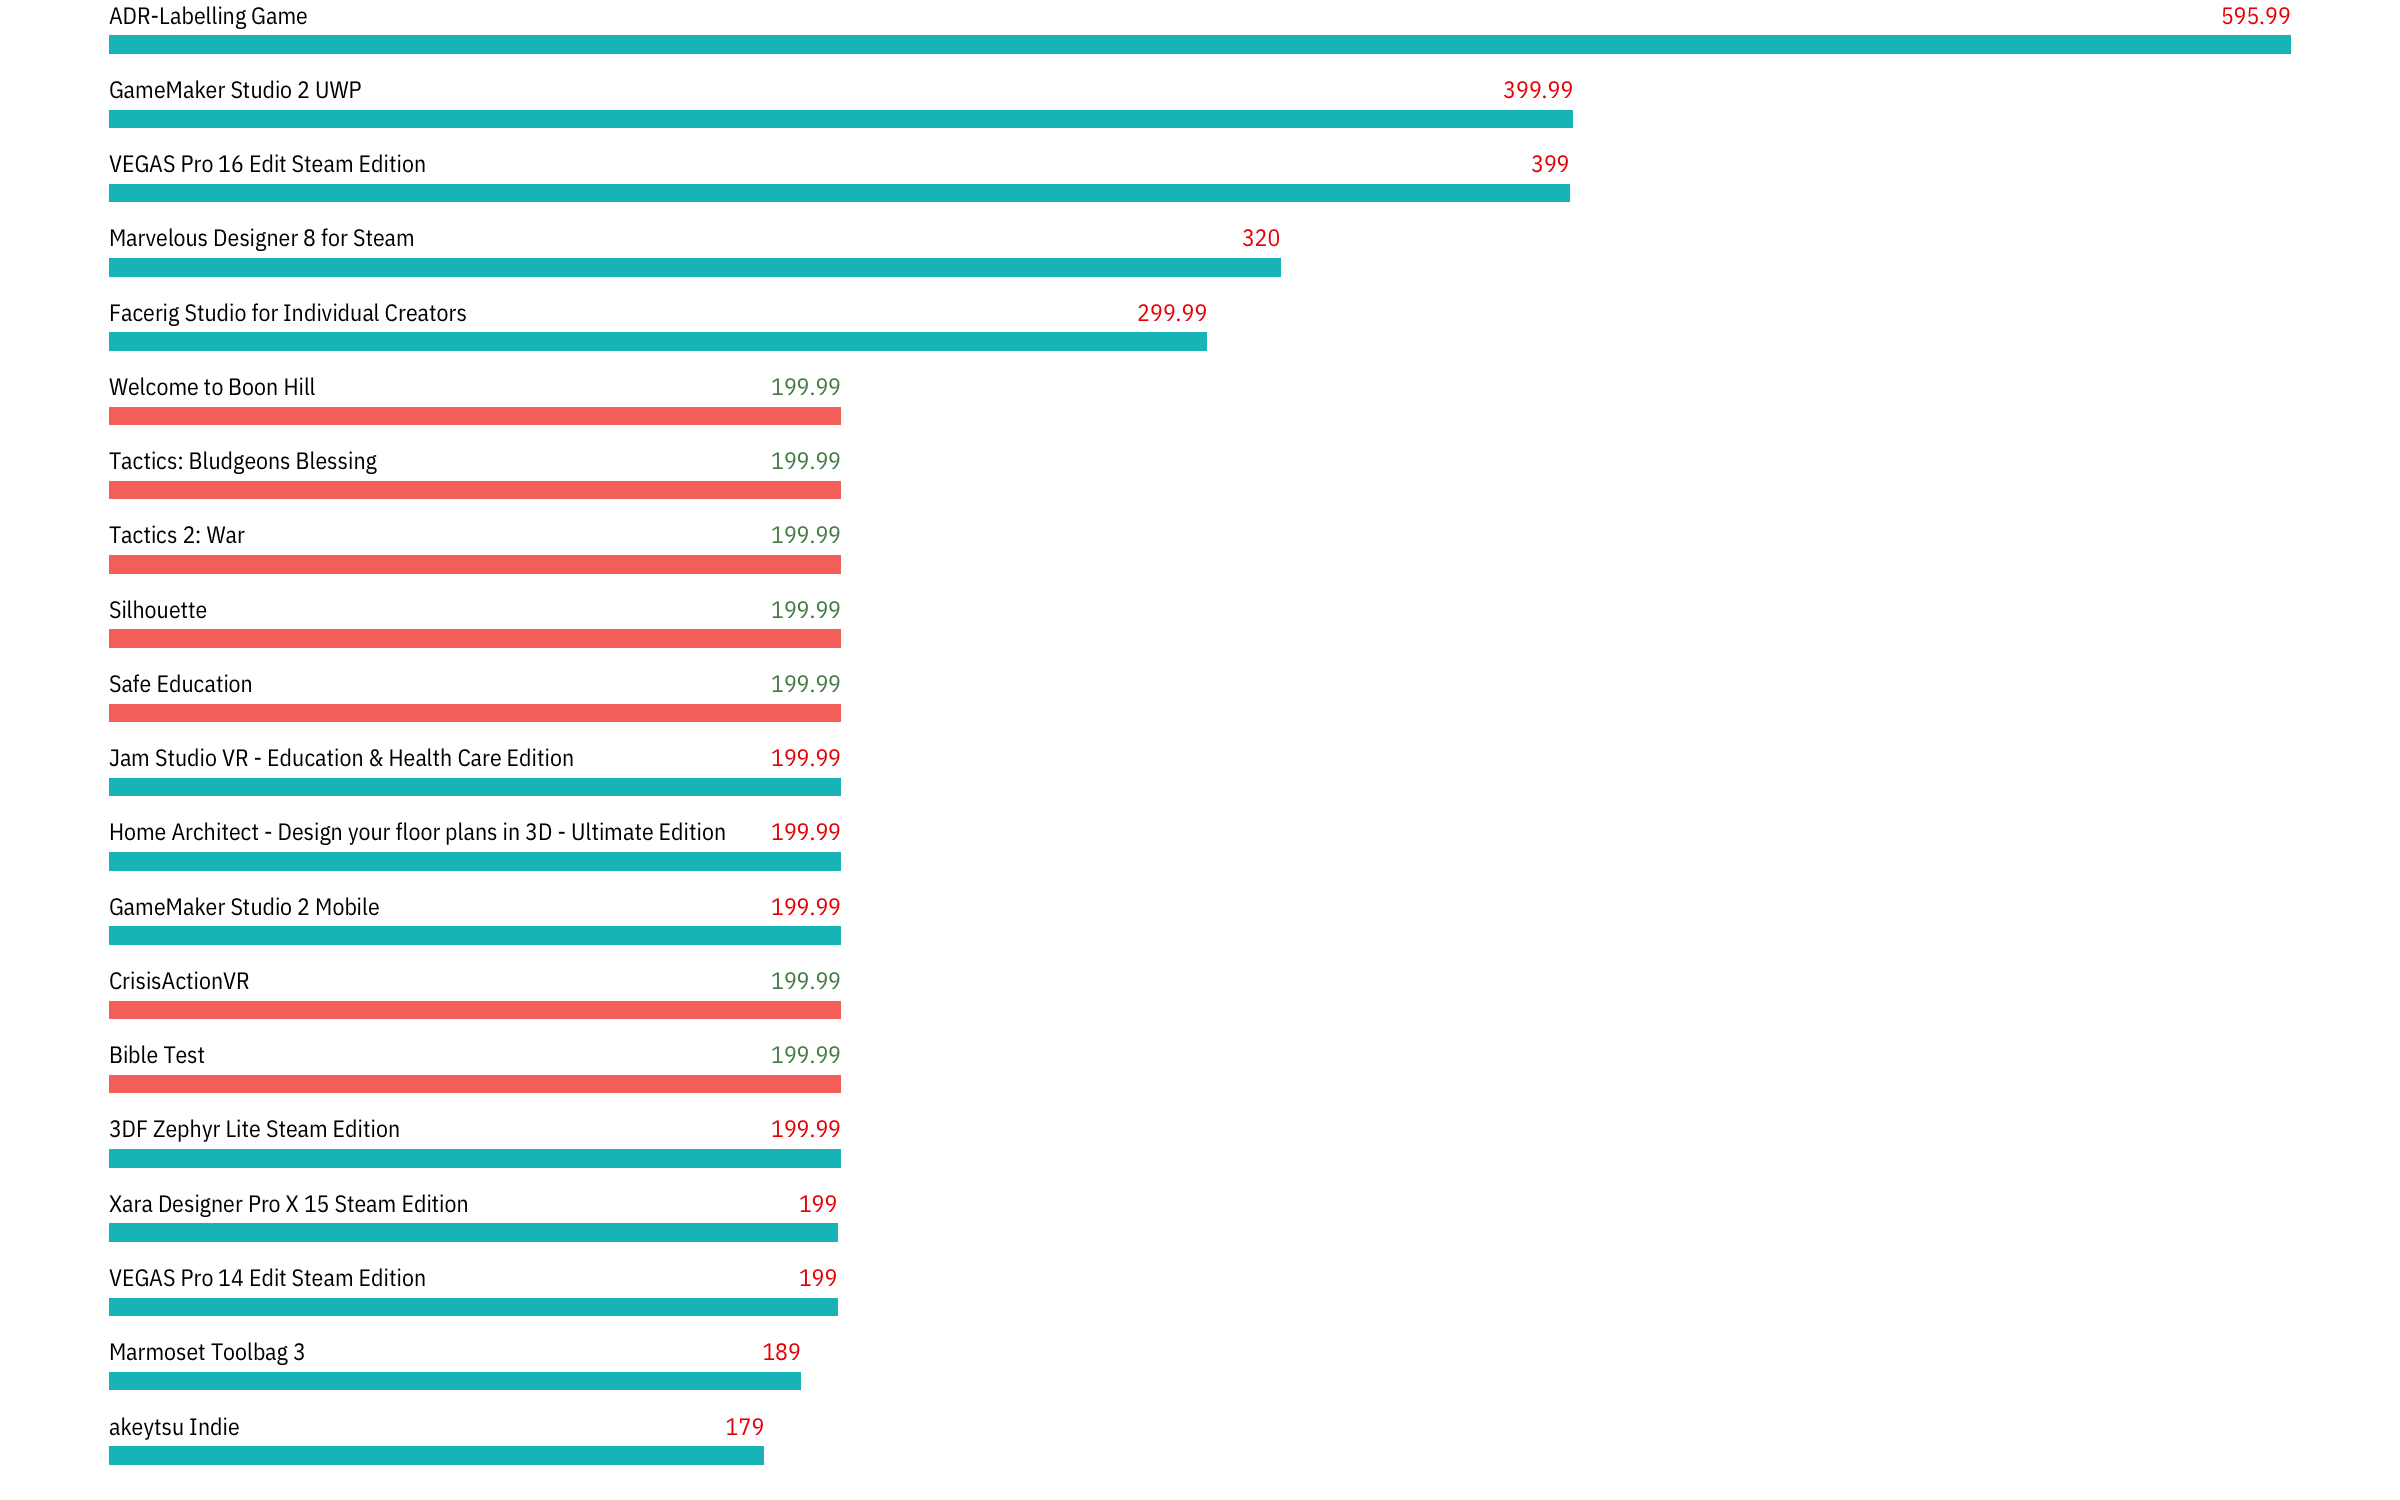 ADR-Labelling Game 595.99
GameMaker Studio 2 UWP 399.99
VEGAS Pro 16 Edit Steam Edition 399
Marvelous Designer 8 for Steam 320
Facerig Studio for Individual Creators 299.99
Welcome to Boon Hill 199.99
Tactics: Bludgeons Blessing 199.99
Tactics 2: War 199.99
Silhouette 199.99
Safe Education 199.99
Jam Studio VR - Education & Health Care Edition 199.99
Home Architect - Design your floor plans in 3D - Ultimate Edition 199.99
GameMaker Studio 2 Mobile 199.99
CrisisActionVR 199.99
Bible Test 199.99
3DF Zephyr Lite Steam Edition 199.99
Xara Designer Pro X 15 Steam Edition 199
VEGAS Pro 14 Edit Steam Edition 199
Marmoset Toolbag 3 189
akeytsu Indie 179